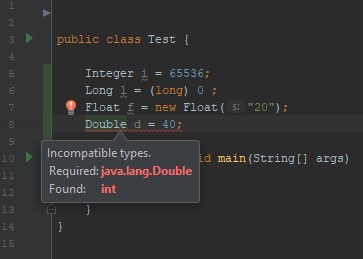 1
2
3 public class Test {
4
5 Integer i = 65536;
6 Long l = (long) 0 ;
7 Float f = new Float( s: "20");
8 Double d = 40;
9
Incompatible types.
10 id main(String[] args)
Required: java.lang.Double
Found: int
12
13 }
14 }
15